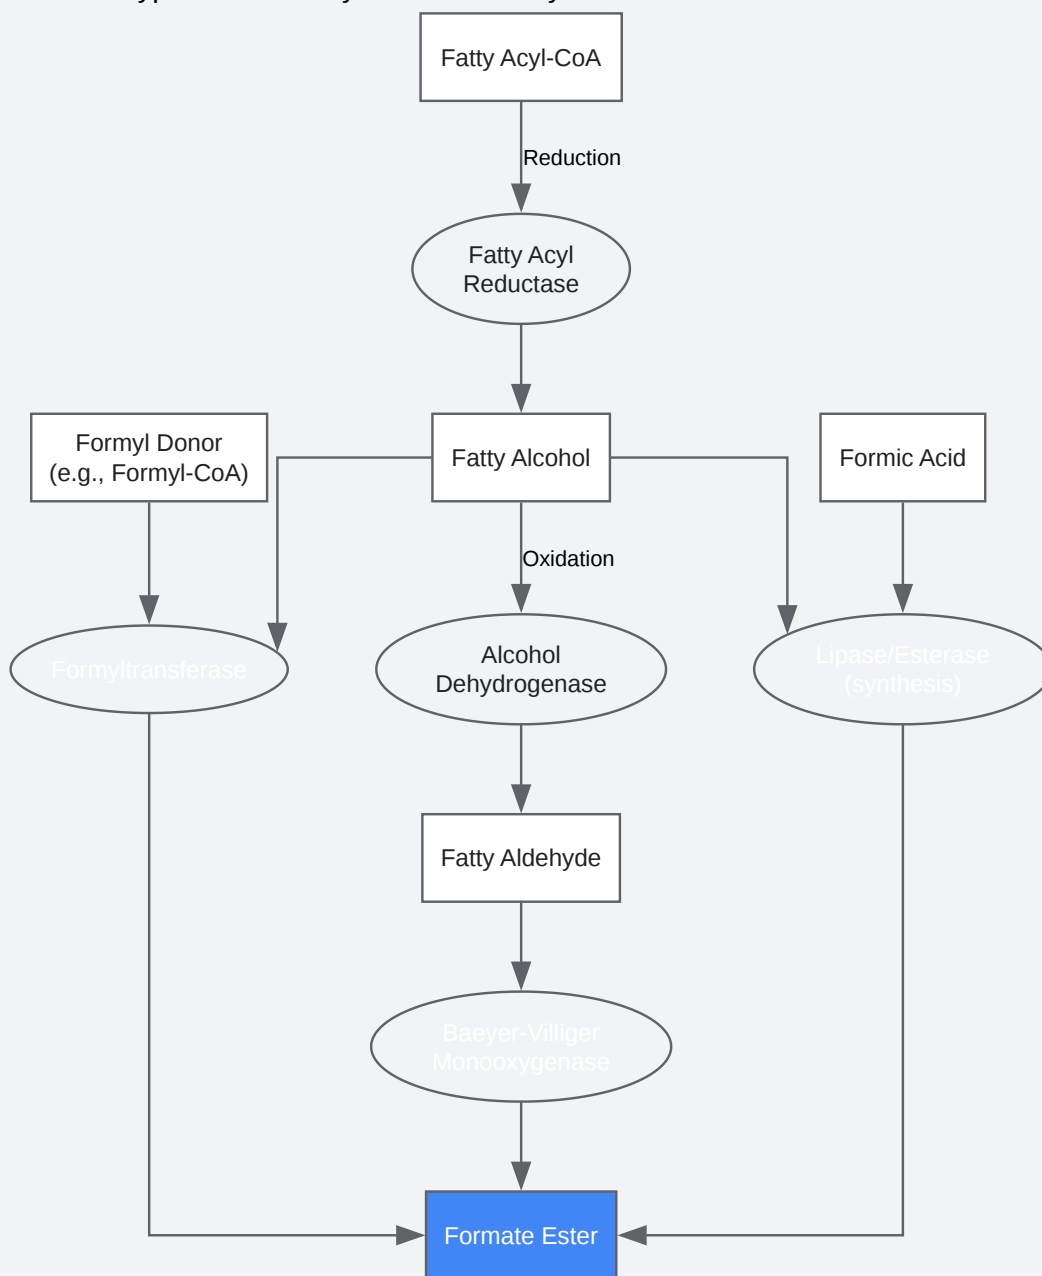 Fatty Acyl-CoA
Reduction
Fatty Acyl
Reductase
Formyl Donor
(e.g., Formyl-CoA)
Fatty Alcohol
Formic Acid
Oxidation
Formyltransferase
Alcohol
Dehydrogenase
Lipase/Esterase
(synthesis)
Fatty Aldehyde
Baeyer-Villiger
Monooxygenase
Formate Ester